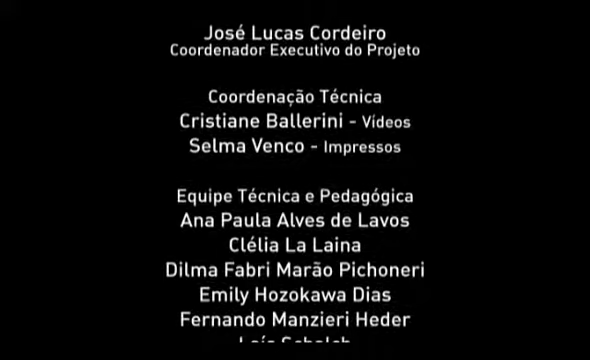 José Lucas Cordeiro
Coordenador Executivo do Projeto
Coordenação Técnica
Cristiane Ballerini - Vídeos
Selma Venco - Impressos
Equipe Técnica e Pedagógica
Ana Paula Alves de Lavos
Clélia La Laina
Dilma Fabri Marão Pichoneri
Emily Hozokawa Dias
Fernando Manzieri Heder